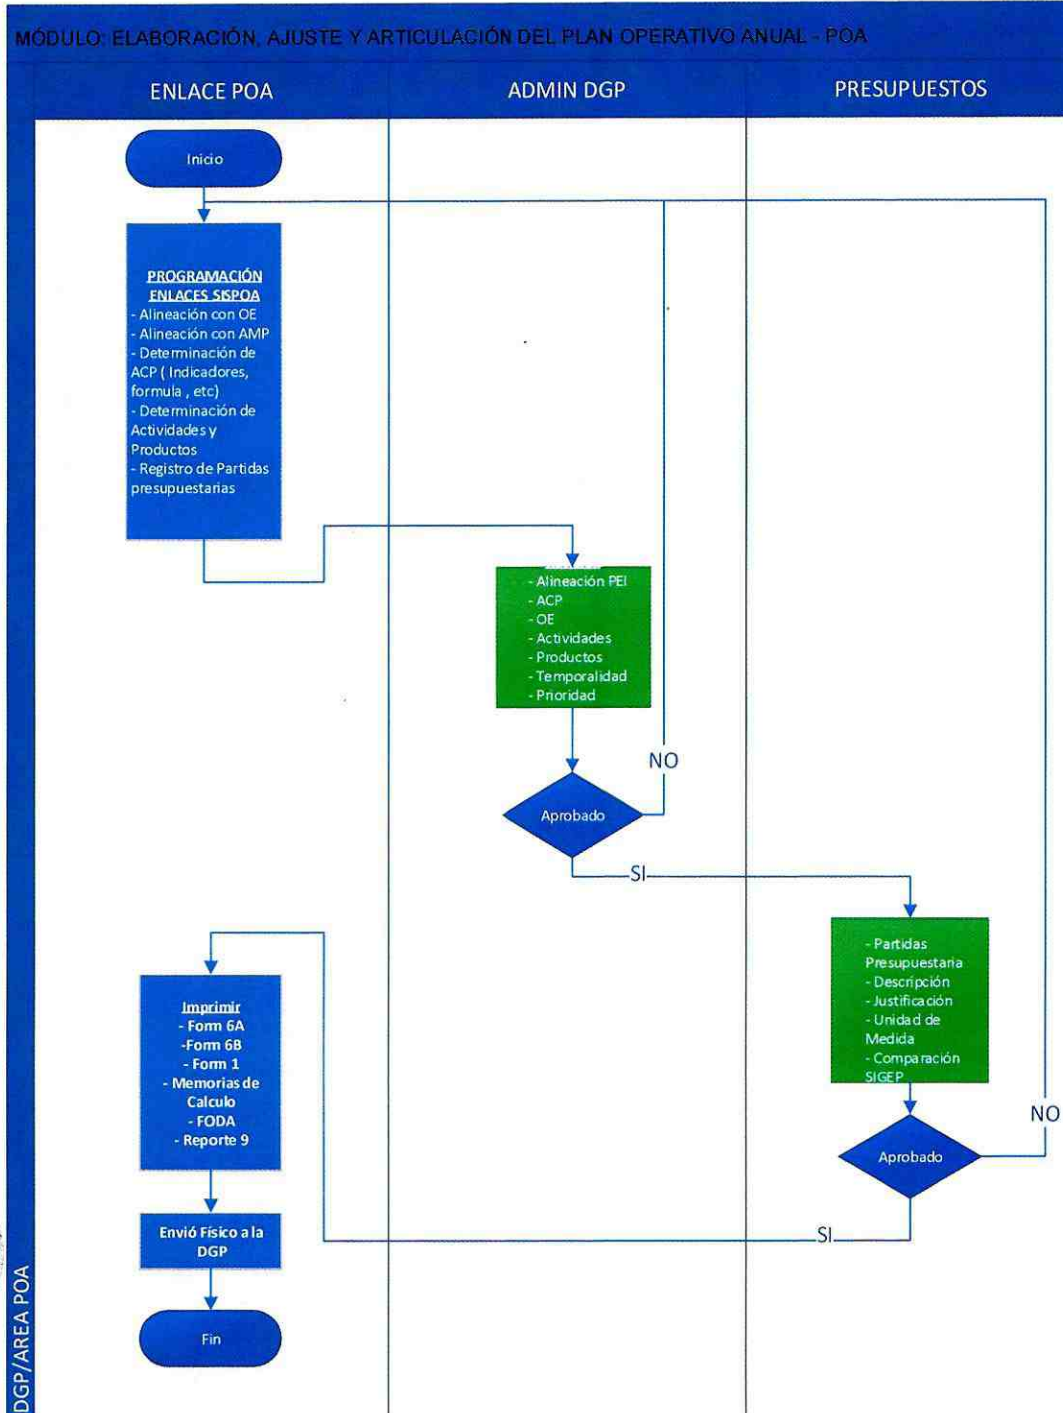 MÓDULO: ELABORACIÓN, AJUSTE Y ARTICULACIÓN DEL PLAN OPERATIVO ANUAL - POA
ENLACE POA
ADMIN DGP
PRESUPUESTOS
Inicio
PROGRAMACIÓN
ENLACES SISPOA
- Alineación con OE
- Alineación con AMP
- Determinación de
ACP ( Indicadores,
formula , etc)
- Determinación de
Actividades y
Productos
- Registro de Partidas
presupuestarias
- Alineación PEI
- ACP
- OE
- Actividades
- Productos
- Temporalidad
- Prioridad
NO
Aprobado
SI
- Partidas
Presupuestaria
- Descripción
- Justificación
- Unidad de
Medida
- Comparación
SIGEP
NO
Aprobado
SI
Imprimir
- Form 6A
-Form 6B
- Form 1
- Memorias de
Calculo
- FODA
- Reporte 9
Envió Físico a la
DGP
Fin
DGP/AREA POA